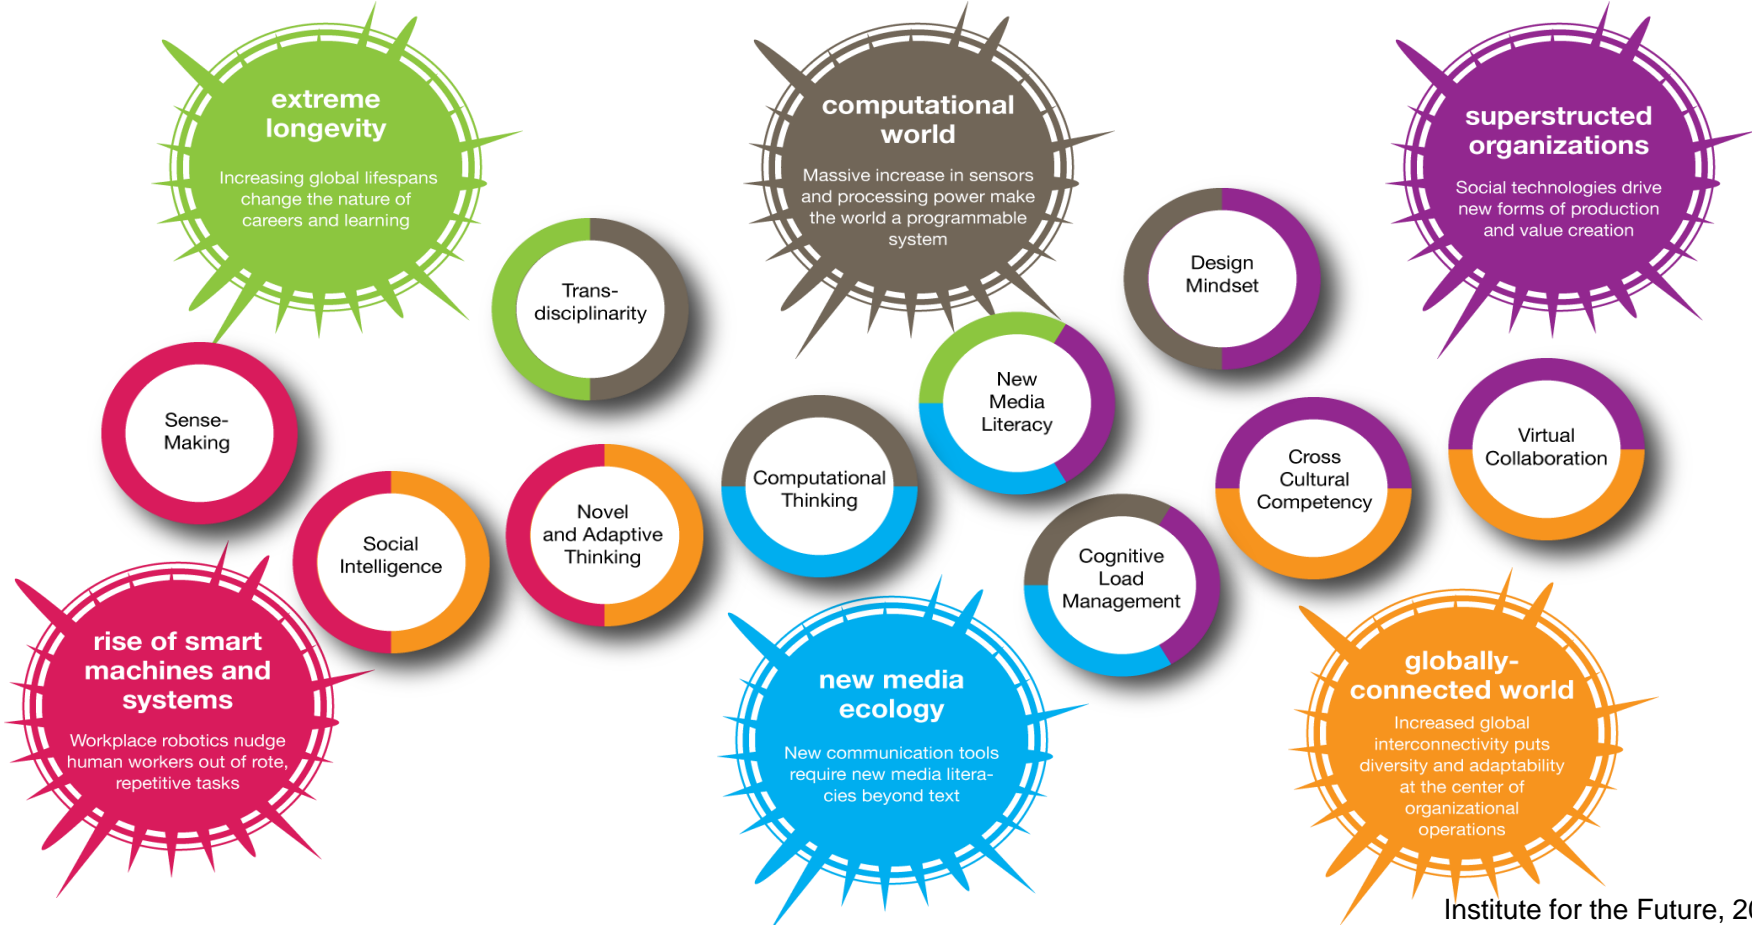 extreme
longevity
Increasing global lifespans
change the nature of
careers and learning
computational
world
Massive increase in sensors
and processing power make
the world a programmable
system
superstructed
organizations
Social technologies drive
new forms of production
and value creation
Trans-
disciplinarity
Design
Mindset
Sense-
Making
New
Media
Literacy
Virtual
Collaboration
Social
Intelligence
Novel
and Adaptive
Thinking
Computational
Thinking
Cross
Cultural
Competency
Cognitive
Load
Management
rise of smart
machines and
systems
Workplace robotics nudge
human workers out of rote,
repetitive tasks
new media
ecology
New communication tools
require new media litera-
cies beyond text
globally-
connected world
Increased global
interconnectivity puts
diversity and adaptability
at the center of
organizational
operations
Institute for the Future,